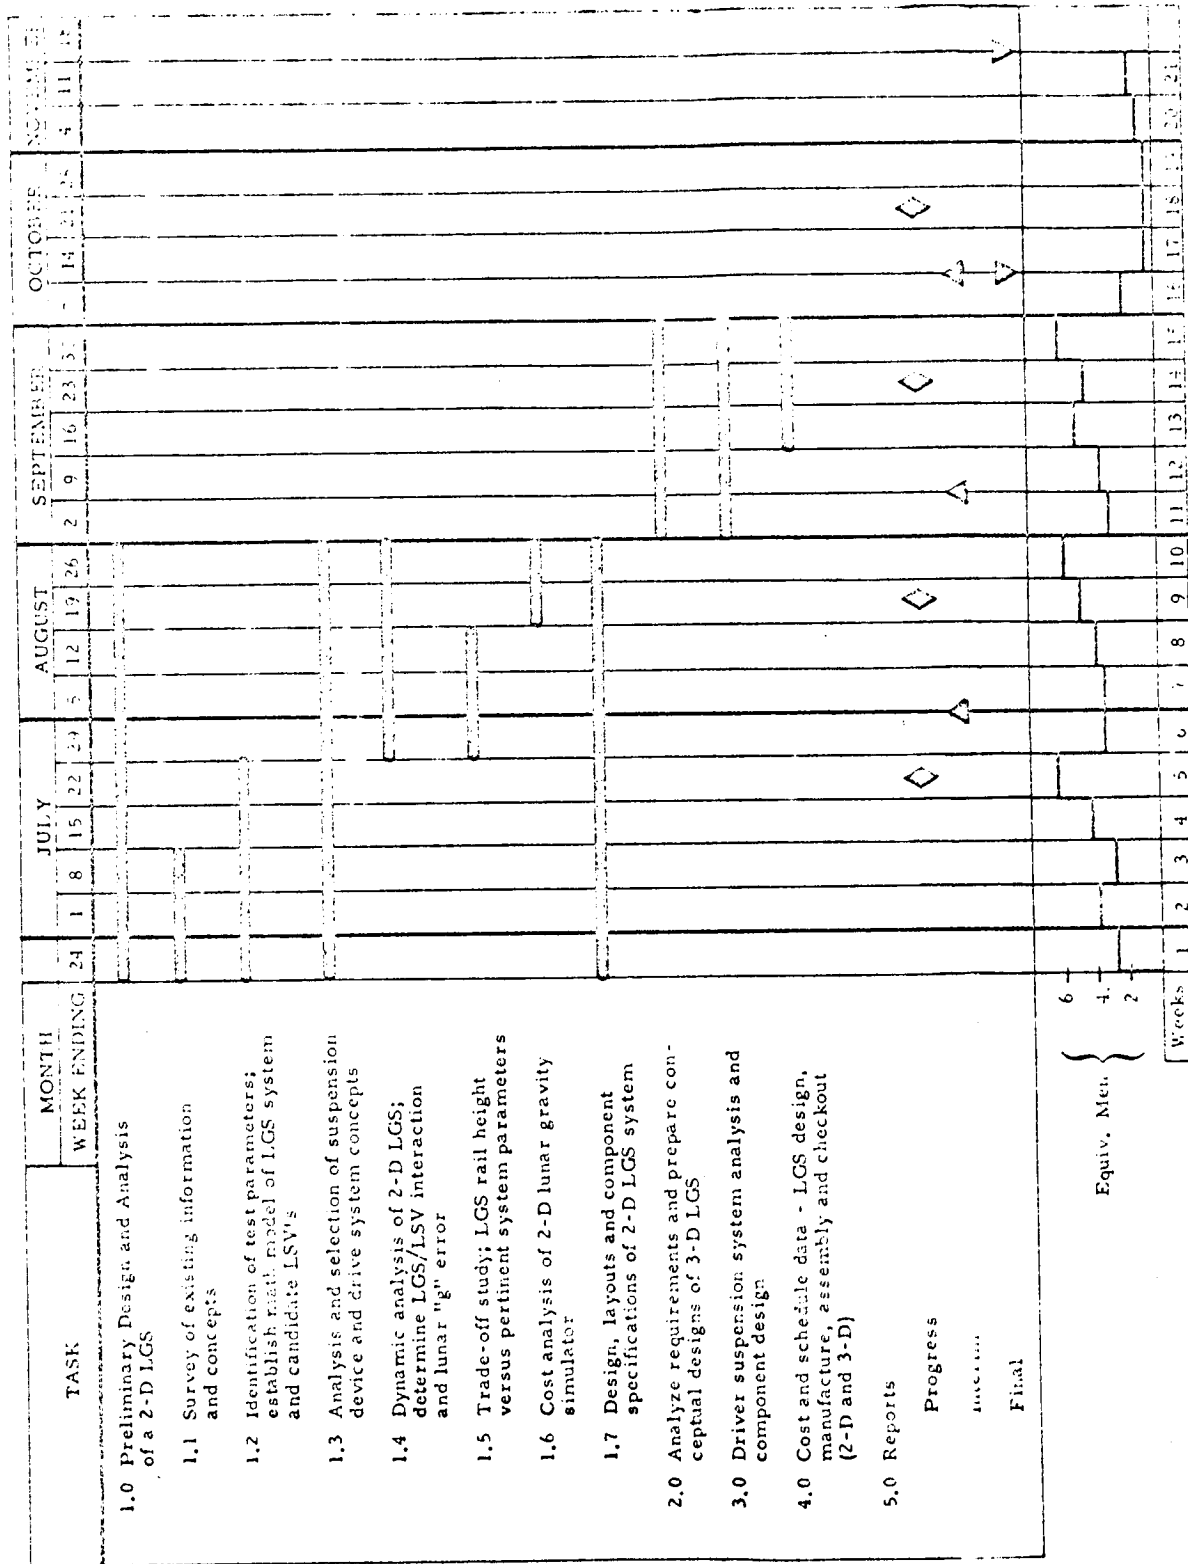 TASK
MONTH
WEEK ENDING
JULY
AUGUST
SEPTEMBER
OCTOBER
NOVEMBER
24 1 8 15 22 29 5 12 19 26 2 9 16 23 14 21 4 11 18
1.0 Preliminary Design and Analysis
of a 2-D LGS
1.1 Survey of existing information
and concepts
1.2 Identification of test parameters;
establish math model of LGS system
and candidate LSV's
1.3 Analysis and selection of suspension
device and drive system concepts
1.4 Dynamic analysis of 2-D LGS;
determine LGS/LSV interaction
and lunar "g" error
1.5 Trade-off study; LGS rail height
versus pertinent system parameters
1.6 Cost analysis of 2-D lunar gravity
simulator
1.7 Design, layouts and component
specifications of 2-D LGS system
2.0 Analyze requirements and prepare con-
ceptual designs of 3-D LGS
3.0 Driver suspension system analysis and
component design
4.0 Cost and schedule data - LGS design,
manufacture, assembly and checkout
(2-D and 3-D)
5.0 Reports
Progress
Interim
Final
Equiv. Men
6
4
2
Weeks 1 2 3 4 5 6 7 8 9 10 11 12 13 14 15 16 17 18 19 20 21